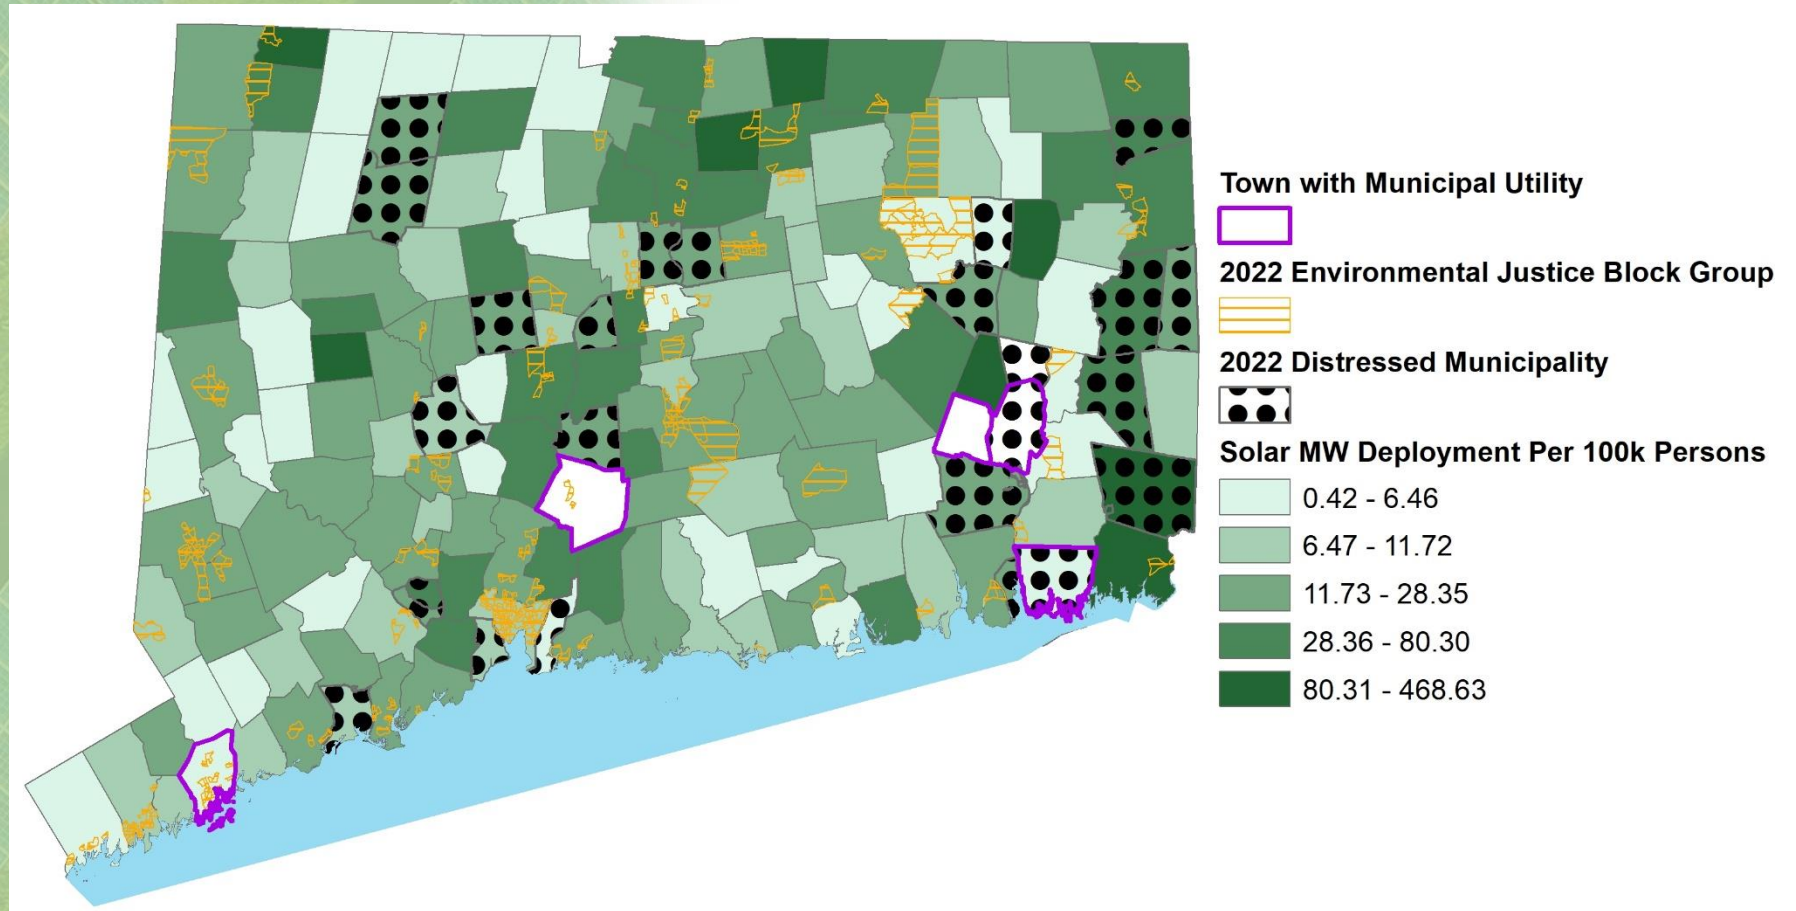 Town with Municipal Utility
2022 Environmental Justice Block Group
2022 Distressed Municipality
Solar MW Deployment Per 100k Persons
0.42 - 6.46
6.47 - 11.72
11.73 - 28.35
28.36 - 80.30
80.31 - 468.63